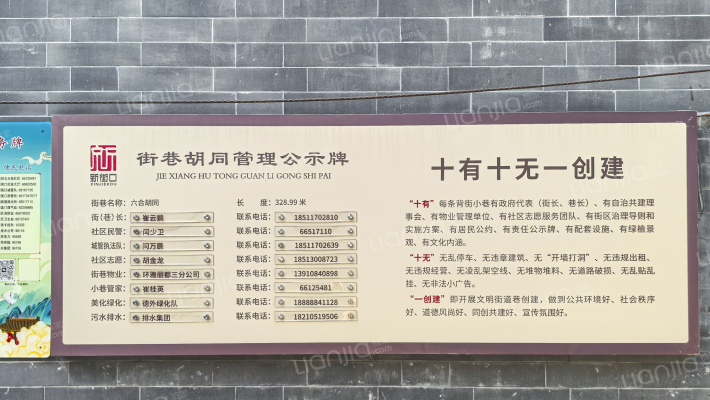 新街口
XINJIEKOU
街巷胡同管理公示牌
JIE XIANG HU TONG GUAN LI GONG SHI PAI
街巷名称：六合胡同 长 度：328.99 米
街（巷）长：崔云鹏 联系电话：18511702810
社区民警：闫少卫 联系电话：66517110
城管执法队：闫万鹏 联系电话：18511702639
社区志愿：胡金龙 联系电话：18513008723
街巷物业：环雅丽都三分公司 联系电话：13910840898
小巷管家：崔桂英 联系电话：66125481
美化绿化：德外绿化队 联系电话：18888841128
污水排水：排水集团 联系电话：18210519506
十有十无一创建
“十有”每条背街小巷有政府代表（街长、巷长）、有自治共建理
事会、有物业管理单位、有社区志愿服务团队、有街区治理导则和
实施方案、有居民公约、有责任公示牌、有配套设施、有绿植景
观、有文化内涵。
“十无”无乱停车、无违章建筑、无“开墙打洞”、无违规出租、
无违规经营、无凌乱架空线、无堆物堆料、无道路破损、无乱贴乱
挂、无非法小广告。
“一创建”即开展文明街道巷创建，做到公共环境好、社会秩序
好、道德风尚好、同创共建好、宣传氛围好。
lianjia.com